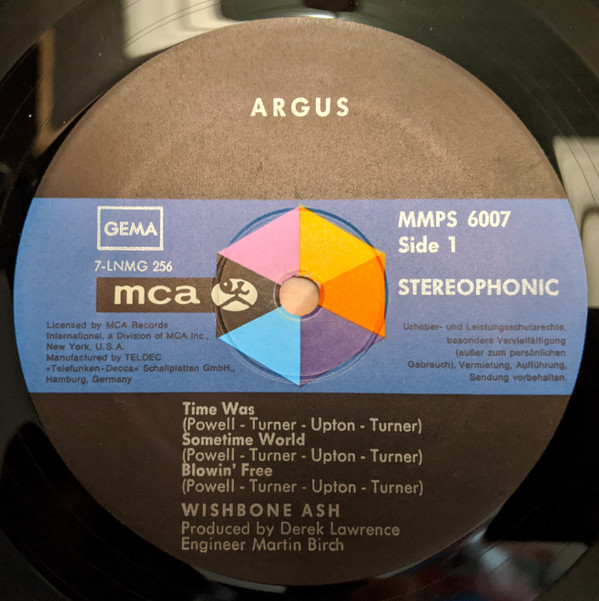 ARGUS
GEMA
7-LNMG 256
mca
MMPS 6007
Side 1
STEREOPHONIC
Licensed by MCA Records
International, a Division of MCA Inc.,
New York, U.S.A.
Manufactured by TELDEC
»Telefunken-Decca« Schallplatten GmbH.,
Hamburg, Germany
Urheber- und Leistungsschutzrechte,
besonders Vervielfältigung
(außer zum persönlichen
Gebrauch), Vermietung, Aufführung,
Sendung vorbehalten.
Time Was
(Powell - Turner - Upton - Turner)
Sometime World
(Powell - Turner - Upton - Turner)
Blowin' Free
(Powell - Turner - Upton - Turner)
WISHBONE ASH
Produced by Derek Lawrence
Engineer Martin Birch